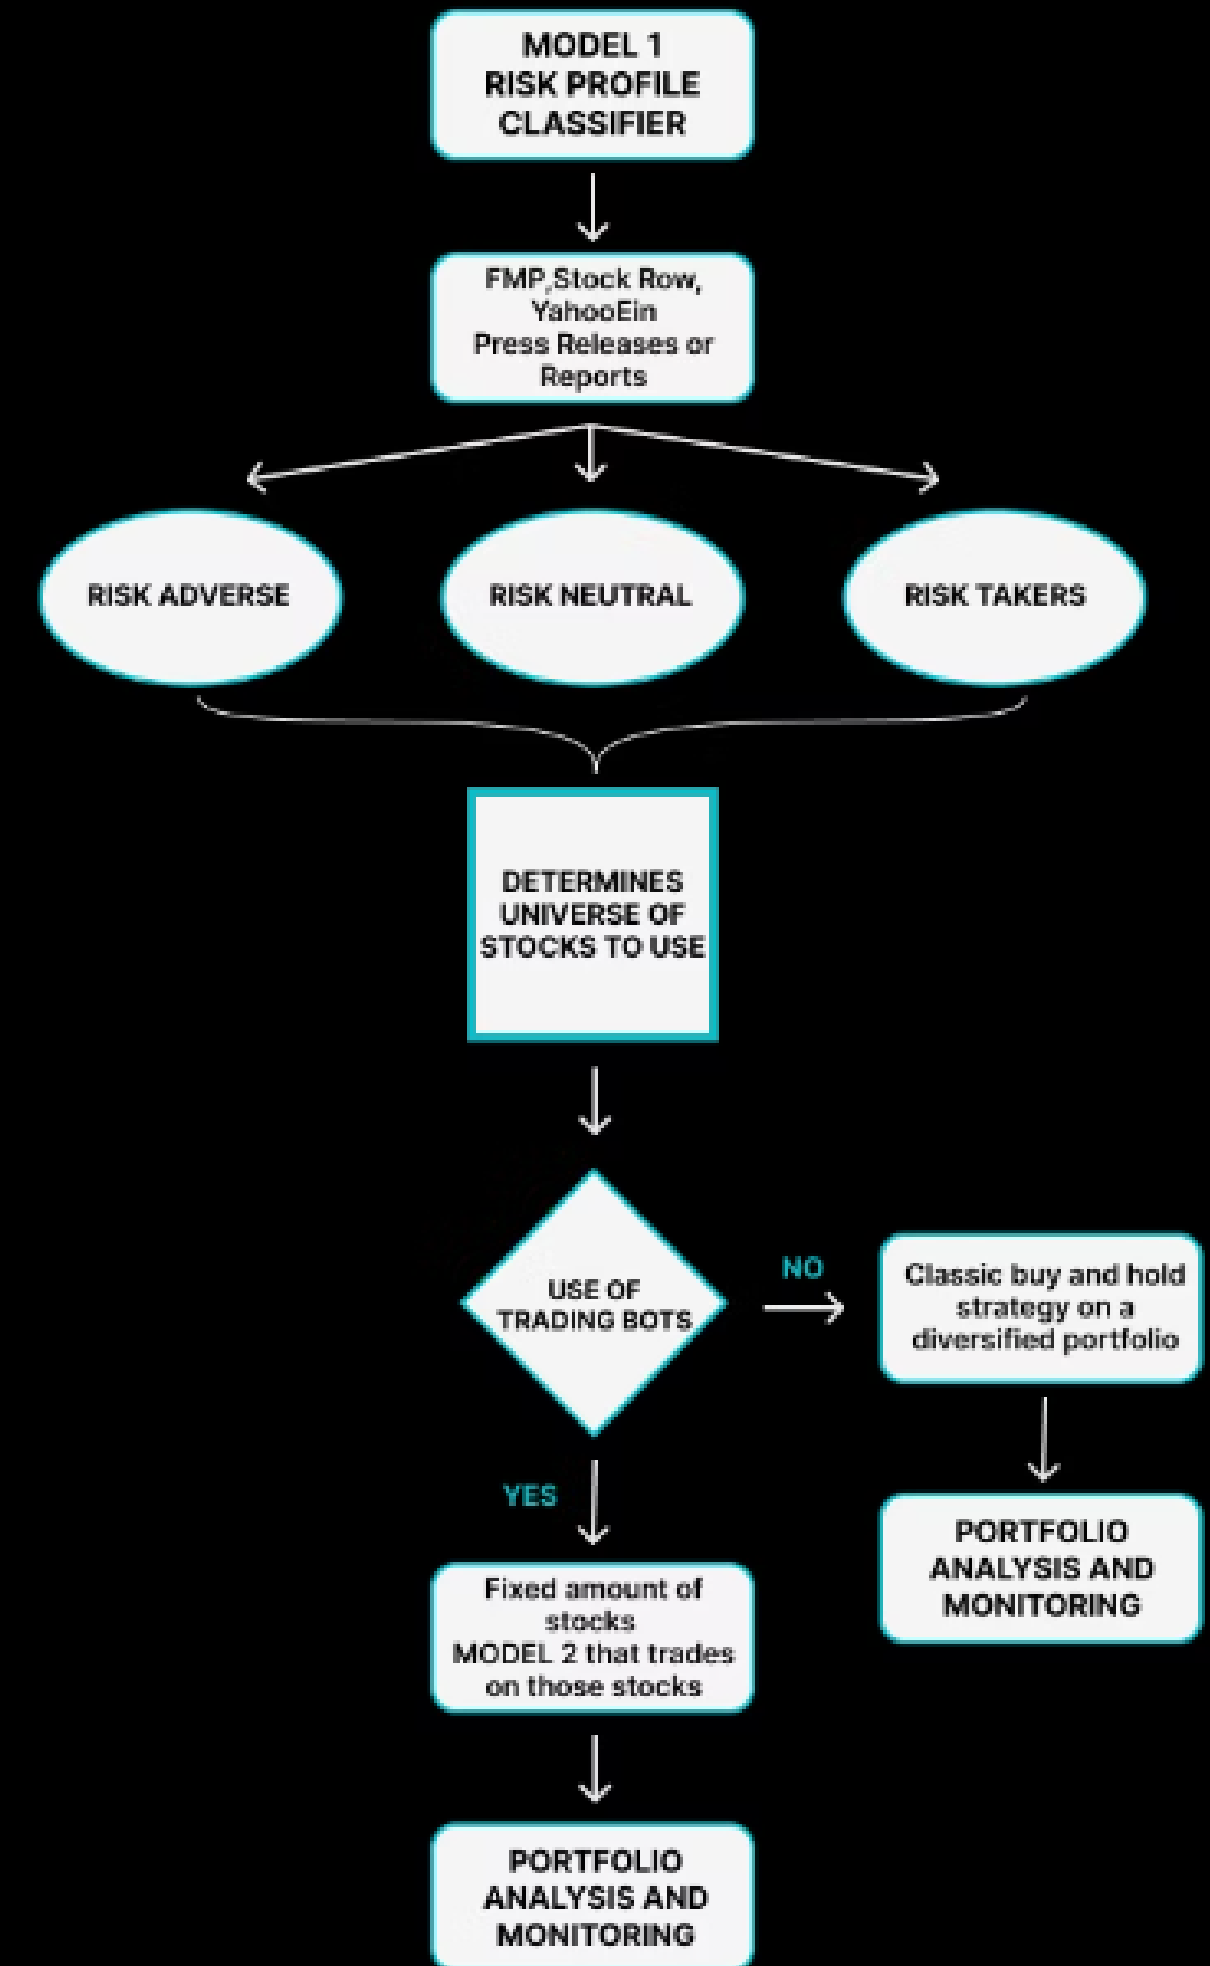 MODEL 1
RISK PROFILE
CLASSIFIER
FMP,Stock Row,
YahooEin
Press Releases or
Reports
RISK ADVERSE
RISK NEUTRAL
RISK TAKERS
DETERMINES
UNIVERSE OF
STOCKS TO USE
USE OF
TRADING BOTS
NO
Classic buy and hold
strategy on a
diversified portfolio
YES
PORTFOLIO
ANALYSIS AND
MONITORING
Fixed amount of
stocks
MODEL 2 that trades
on those stocks
PORTFOLIO
ANALYSIS AND
MONITORING